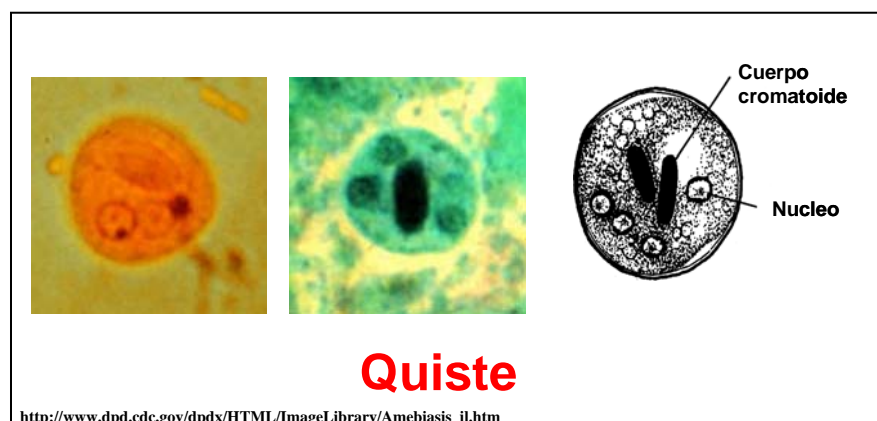 Cuerpo
cromatoide
Nucleo
Quiste
http://www.dpd.cdc.gov/dpdx/HTML/ImageLibrary/Amebiasis_il.htm